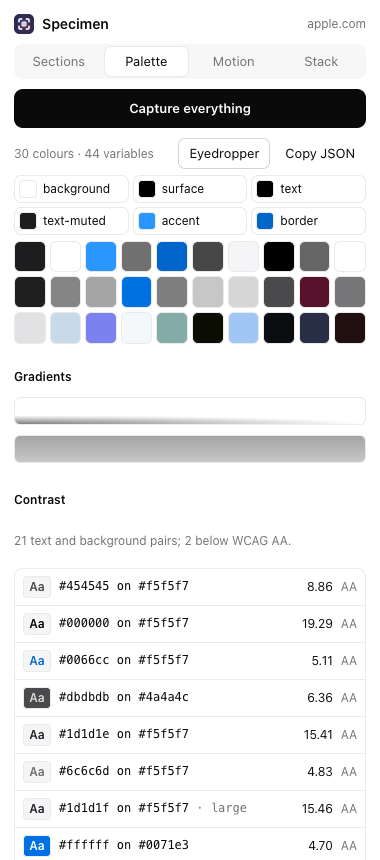 Specimen apple.com
Sections Palette Motion Stack
Capture everything
30 colours · 44 variables Eyedropper Copy JSON
background surface text
text-muted accent border
Gradients
Contrast
21 text and background pairs; 2 below WCAG AA.
Aa #454545 on #f5f5f7 8.86 AA
Aa #000000 on #f5f5f7 19.29 AA
Aa #0066cc on #f5f5f7 5.11 AA
Aa #dbdbdb on #4a4a4c 6.36 AA
Aa #1d1d1e on #f5f5f7 15.41 AA
Aa #6c6c6d on #f5f5f7 4.83 AA
Aa #1d1d1f on #f5f5f7 · large 15.46 AA
Aa #ffffff on #0071e3 4.70 AA